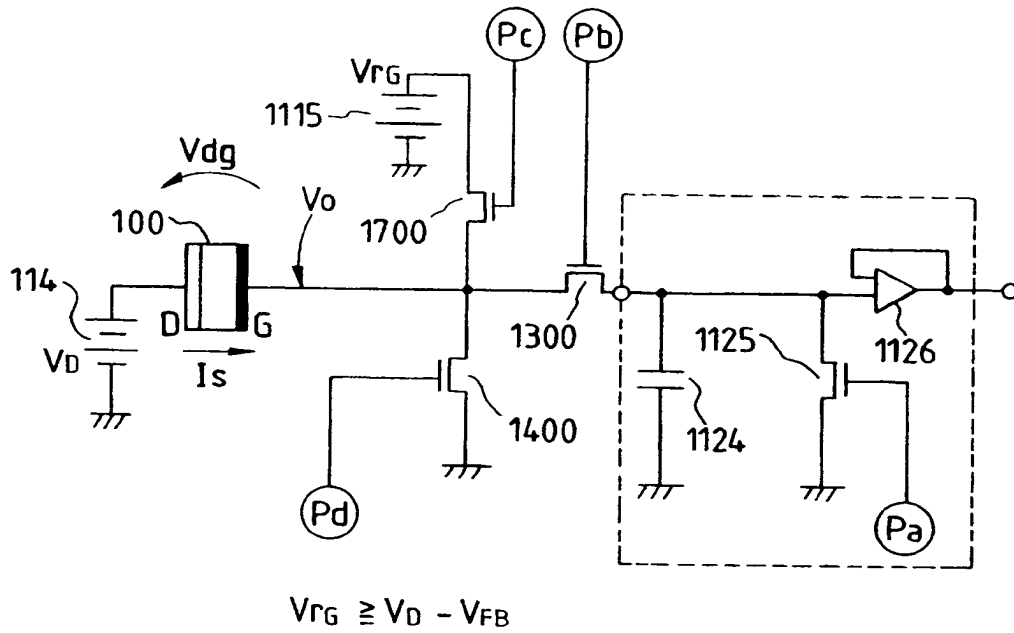 Pc
Pb
VrG
1115
Vdg
100
Vo
1700
114
D
G
VD
Is
1300
1125
1126
1400
1124
Pd
Pa
VrG ≧ VD - VFB